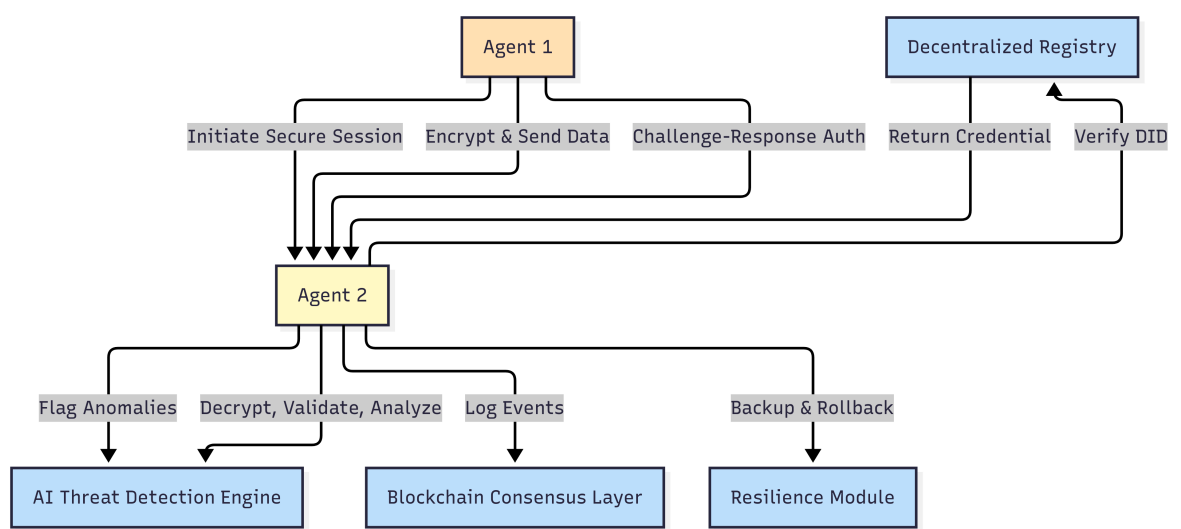 Agent 1
Decentralized Registry
Initiate Secure Session
Encrypt & Send Data
Challenge-Response Auth
Return Credential
Verify DID
Agent 2
Flag Anomalies
Decrypt, Validate, Analyze
Log Events
Backup & Rollback
AI Threat Detection Engine
Blockchain Consensus Layer
Resilience Module